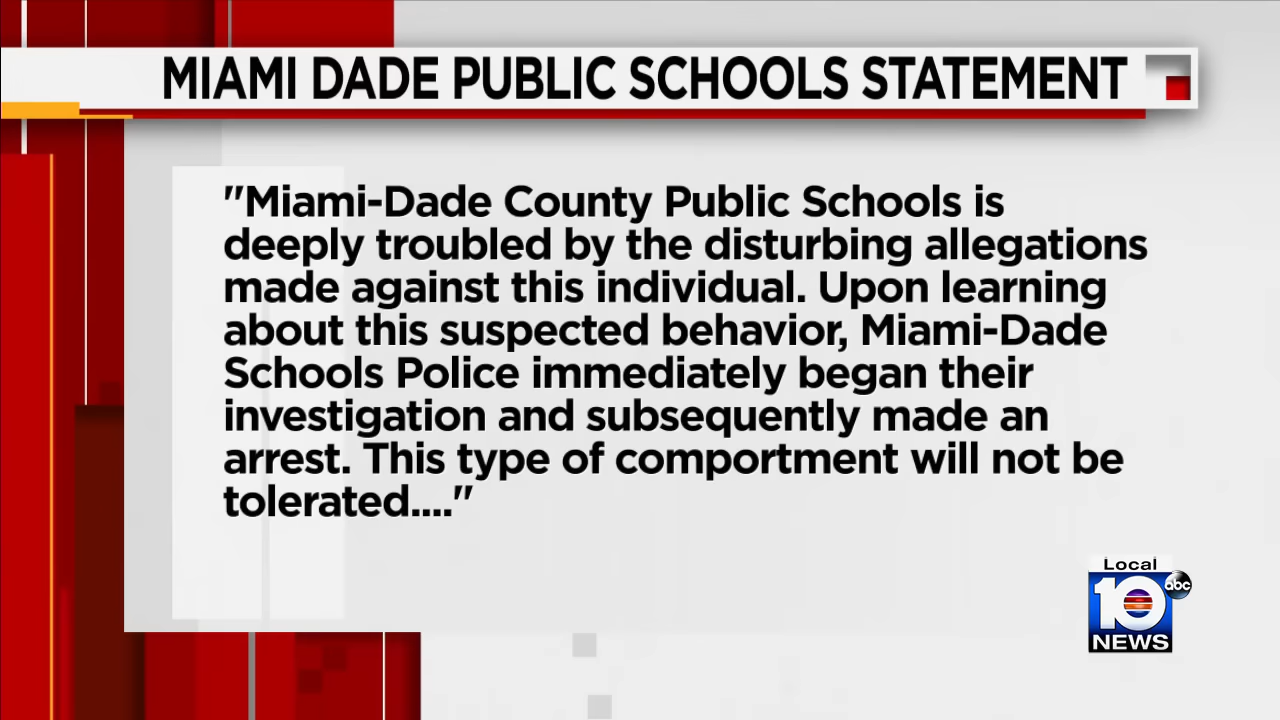 MIAMI DADE PUBLIC SCHOOLS STATEMENT
"Miami-Dade County Public Schools is
deeply troubled by the disturbing allegations
made against this individual. Upon learning
about this suspected behavior, Miami-Dade
Schools Police immediately began their
investigation and subsequently made an
arrest. This type of comportment will not be
tolerated...."
Local
10 abc
NEWS